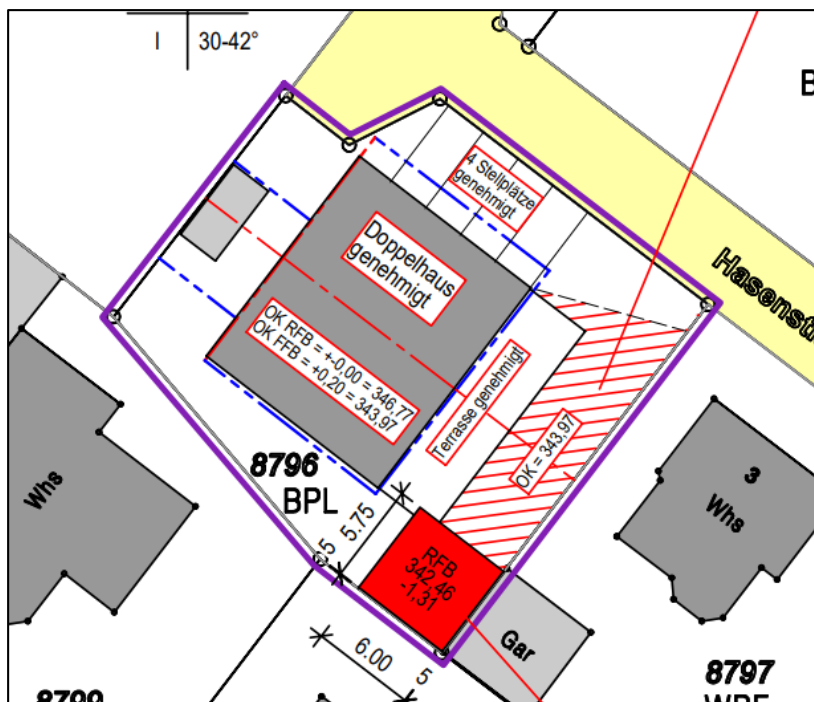 I 30-42°
B
4 Stellplätze
genehmigt
Doppelhaus
genehmigt
Hasenstr
OK RFB = +-0,00 = 346,77
OK FFB = +0,20 = 343,97
Terrasse genehmigt
OK = 343,97
8796
BPL
Whs
3
Whs
5.75
5
RFB
342,46
-1,31
Gar
6.00
5
8797
WBF
8799